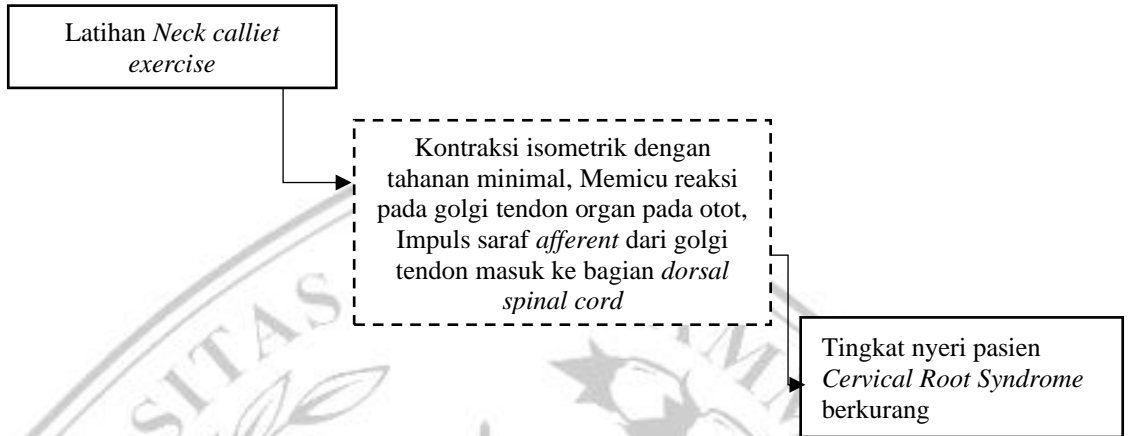 Latihan Neck calliet
exercise
Kontraksi isometrik dengan
tahanan minimal, Memicu reaksi
pada golgi tendon organ pada otot,
Impuls saraf afferent dari golgi
tendon masuk ke bagian dorsal
spinal cord
Tingkat nyeri pasien
Cervical Root Syndrome
berkurang